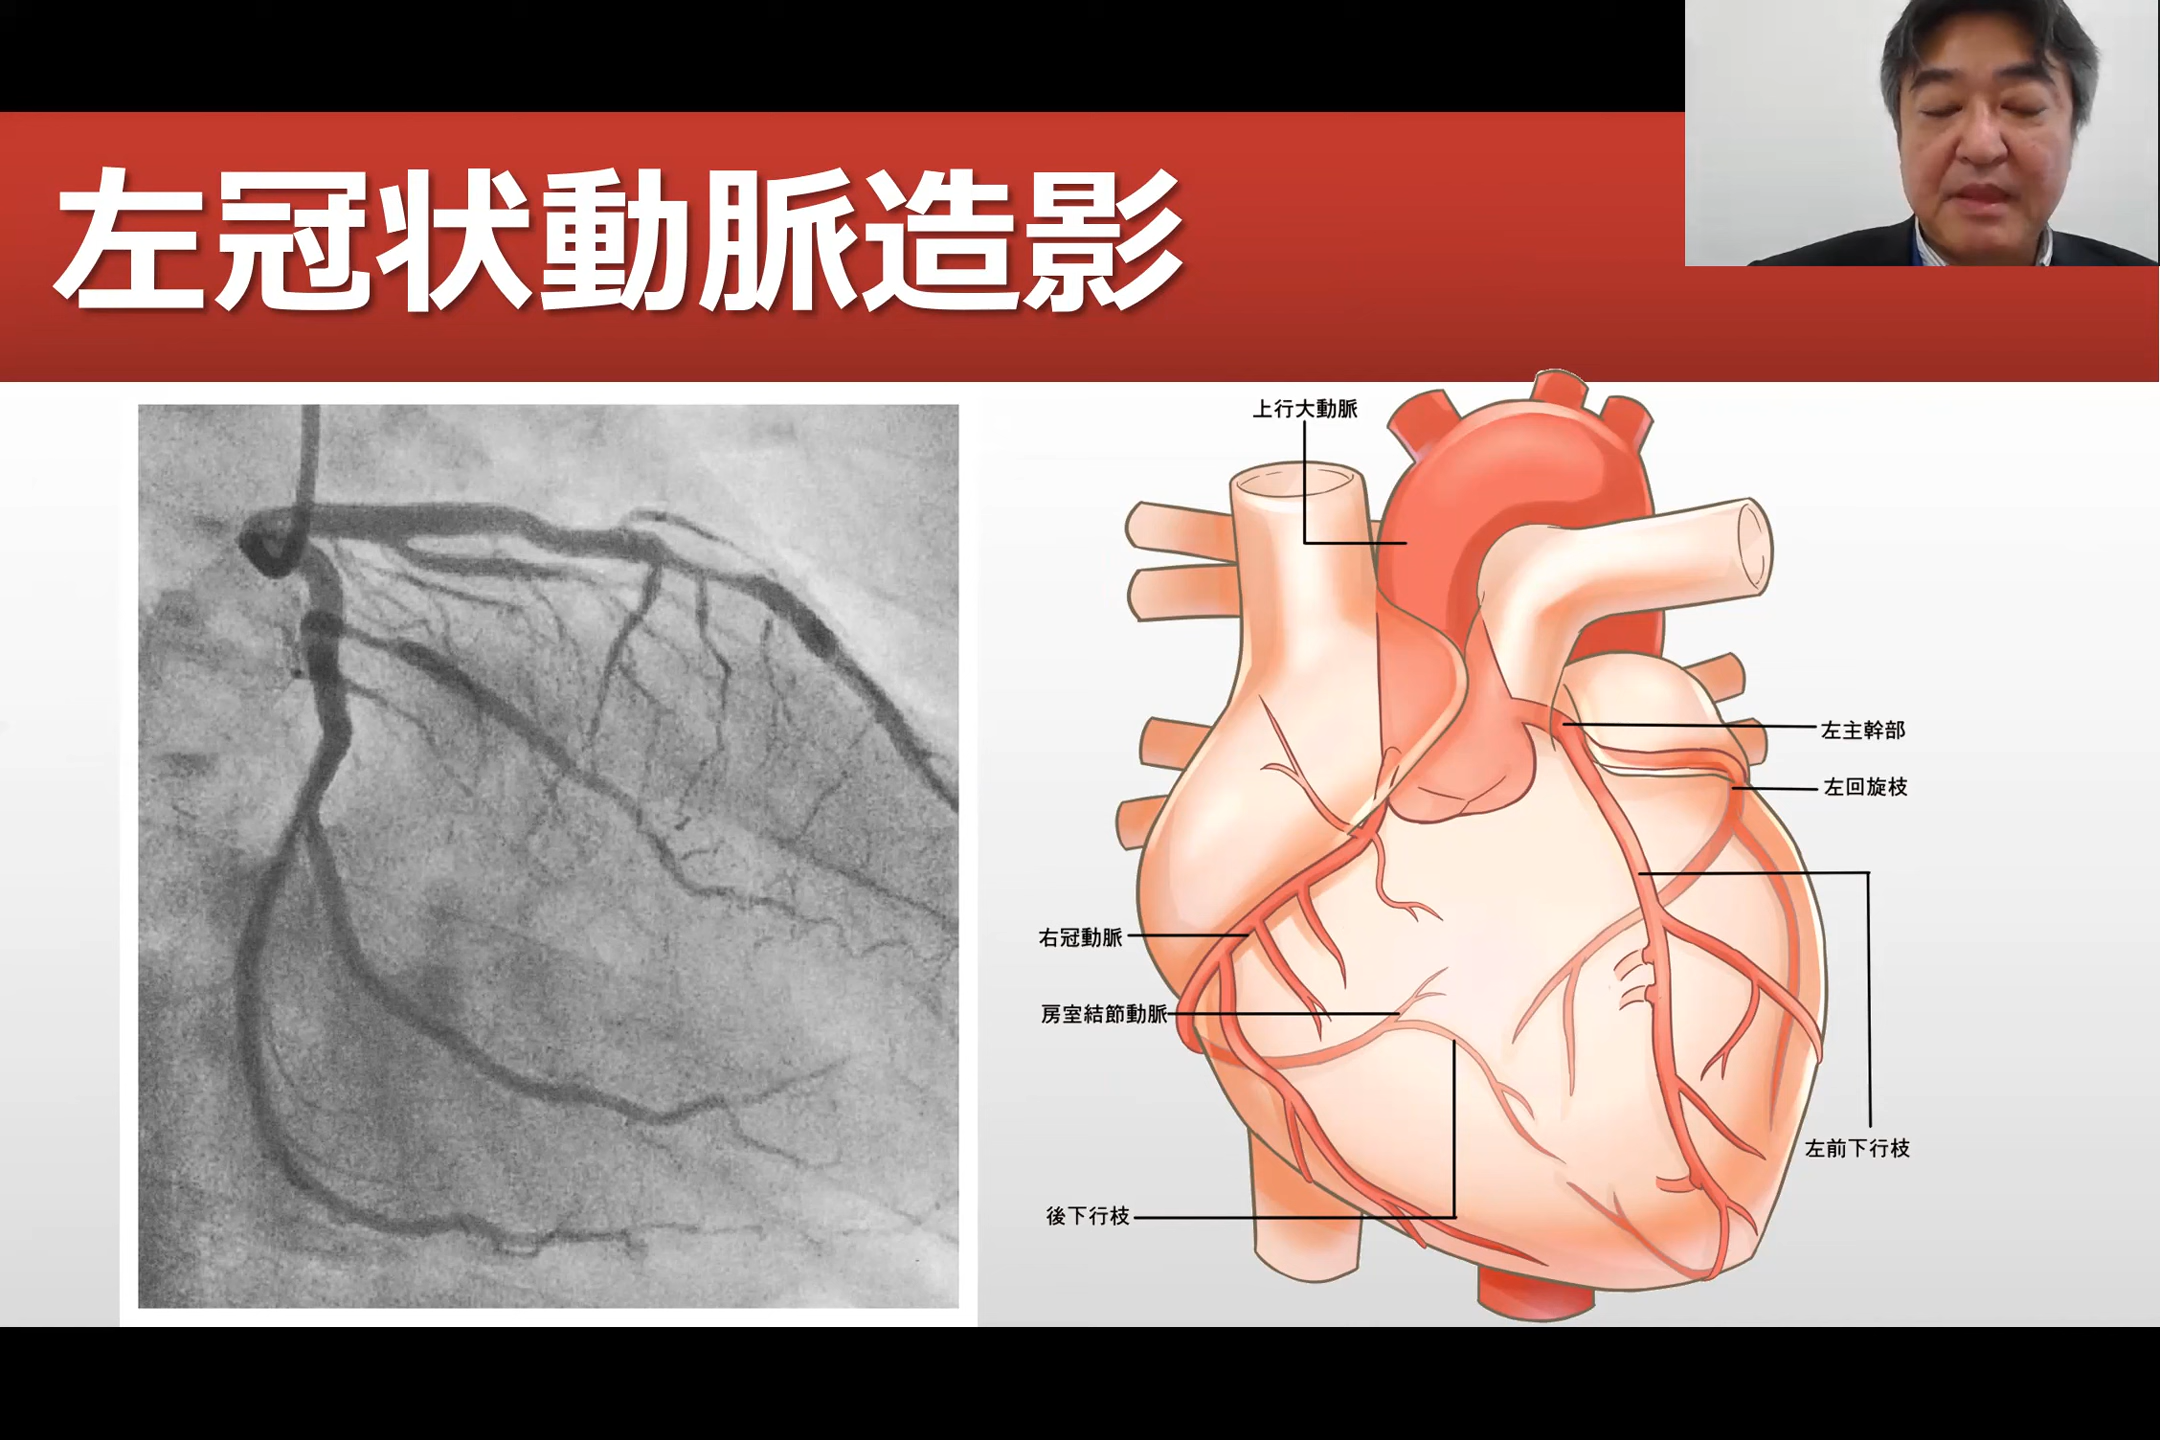 左冠状動脈造影
上行大動脈
左主幹部
左回旋枝
右冠動脈
房室結節動脈
左前下行枝
後下行枝